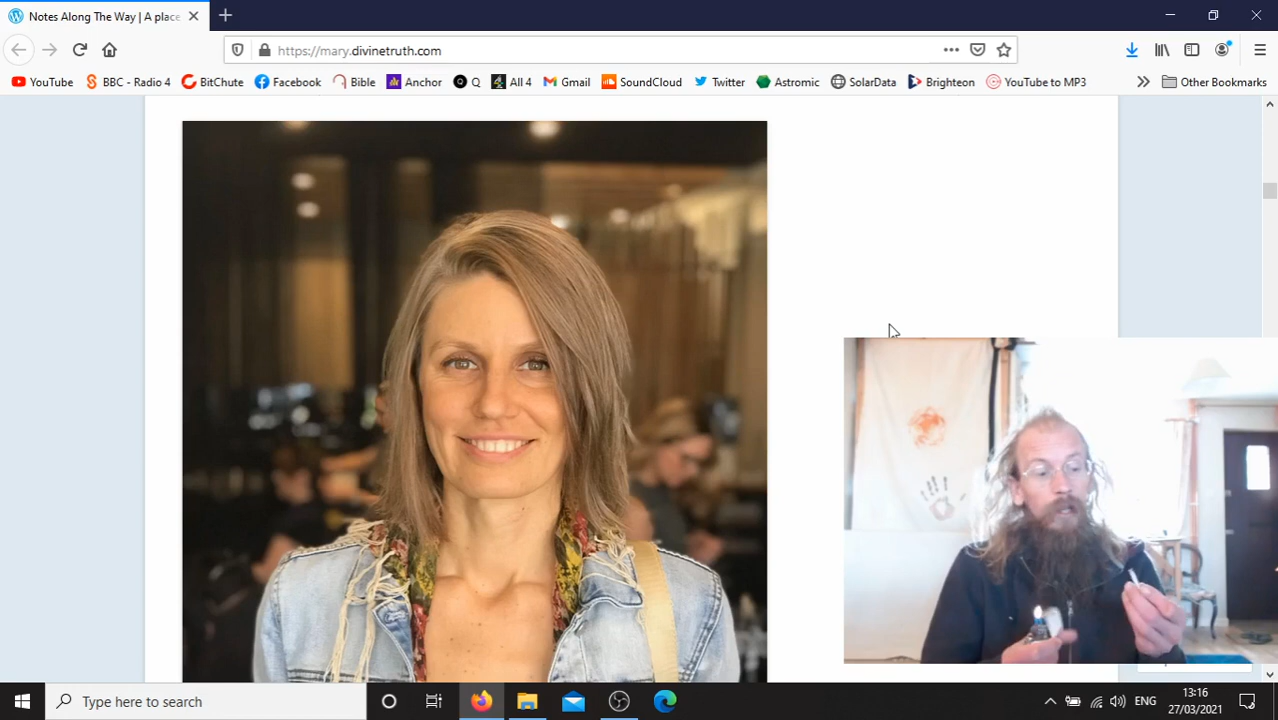 Notes Along The Way | A place
https://mary.divinetruth.com
YouTube BBC - Radio 4 BitChute Facebook Bible Anchor Q All 4 Gmail SoundCloud Twitter Astromic SolarData Brighteon YouTube to MP3 Other Bookmarks
Type here to search
ENG
13:16
27/03/2021